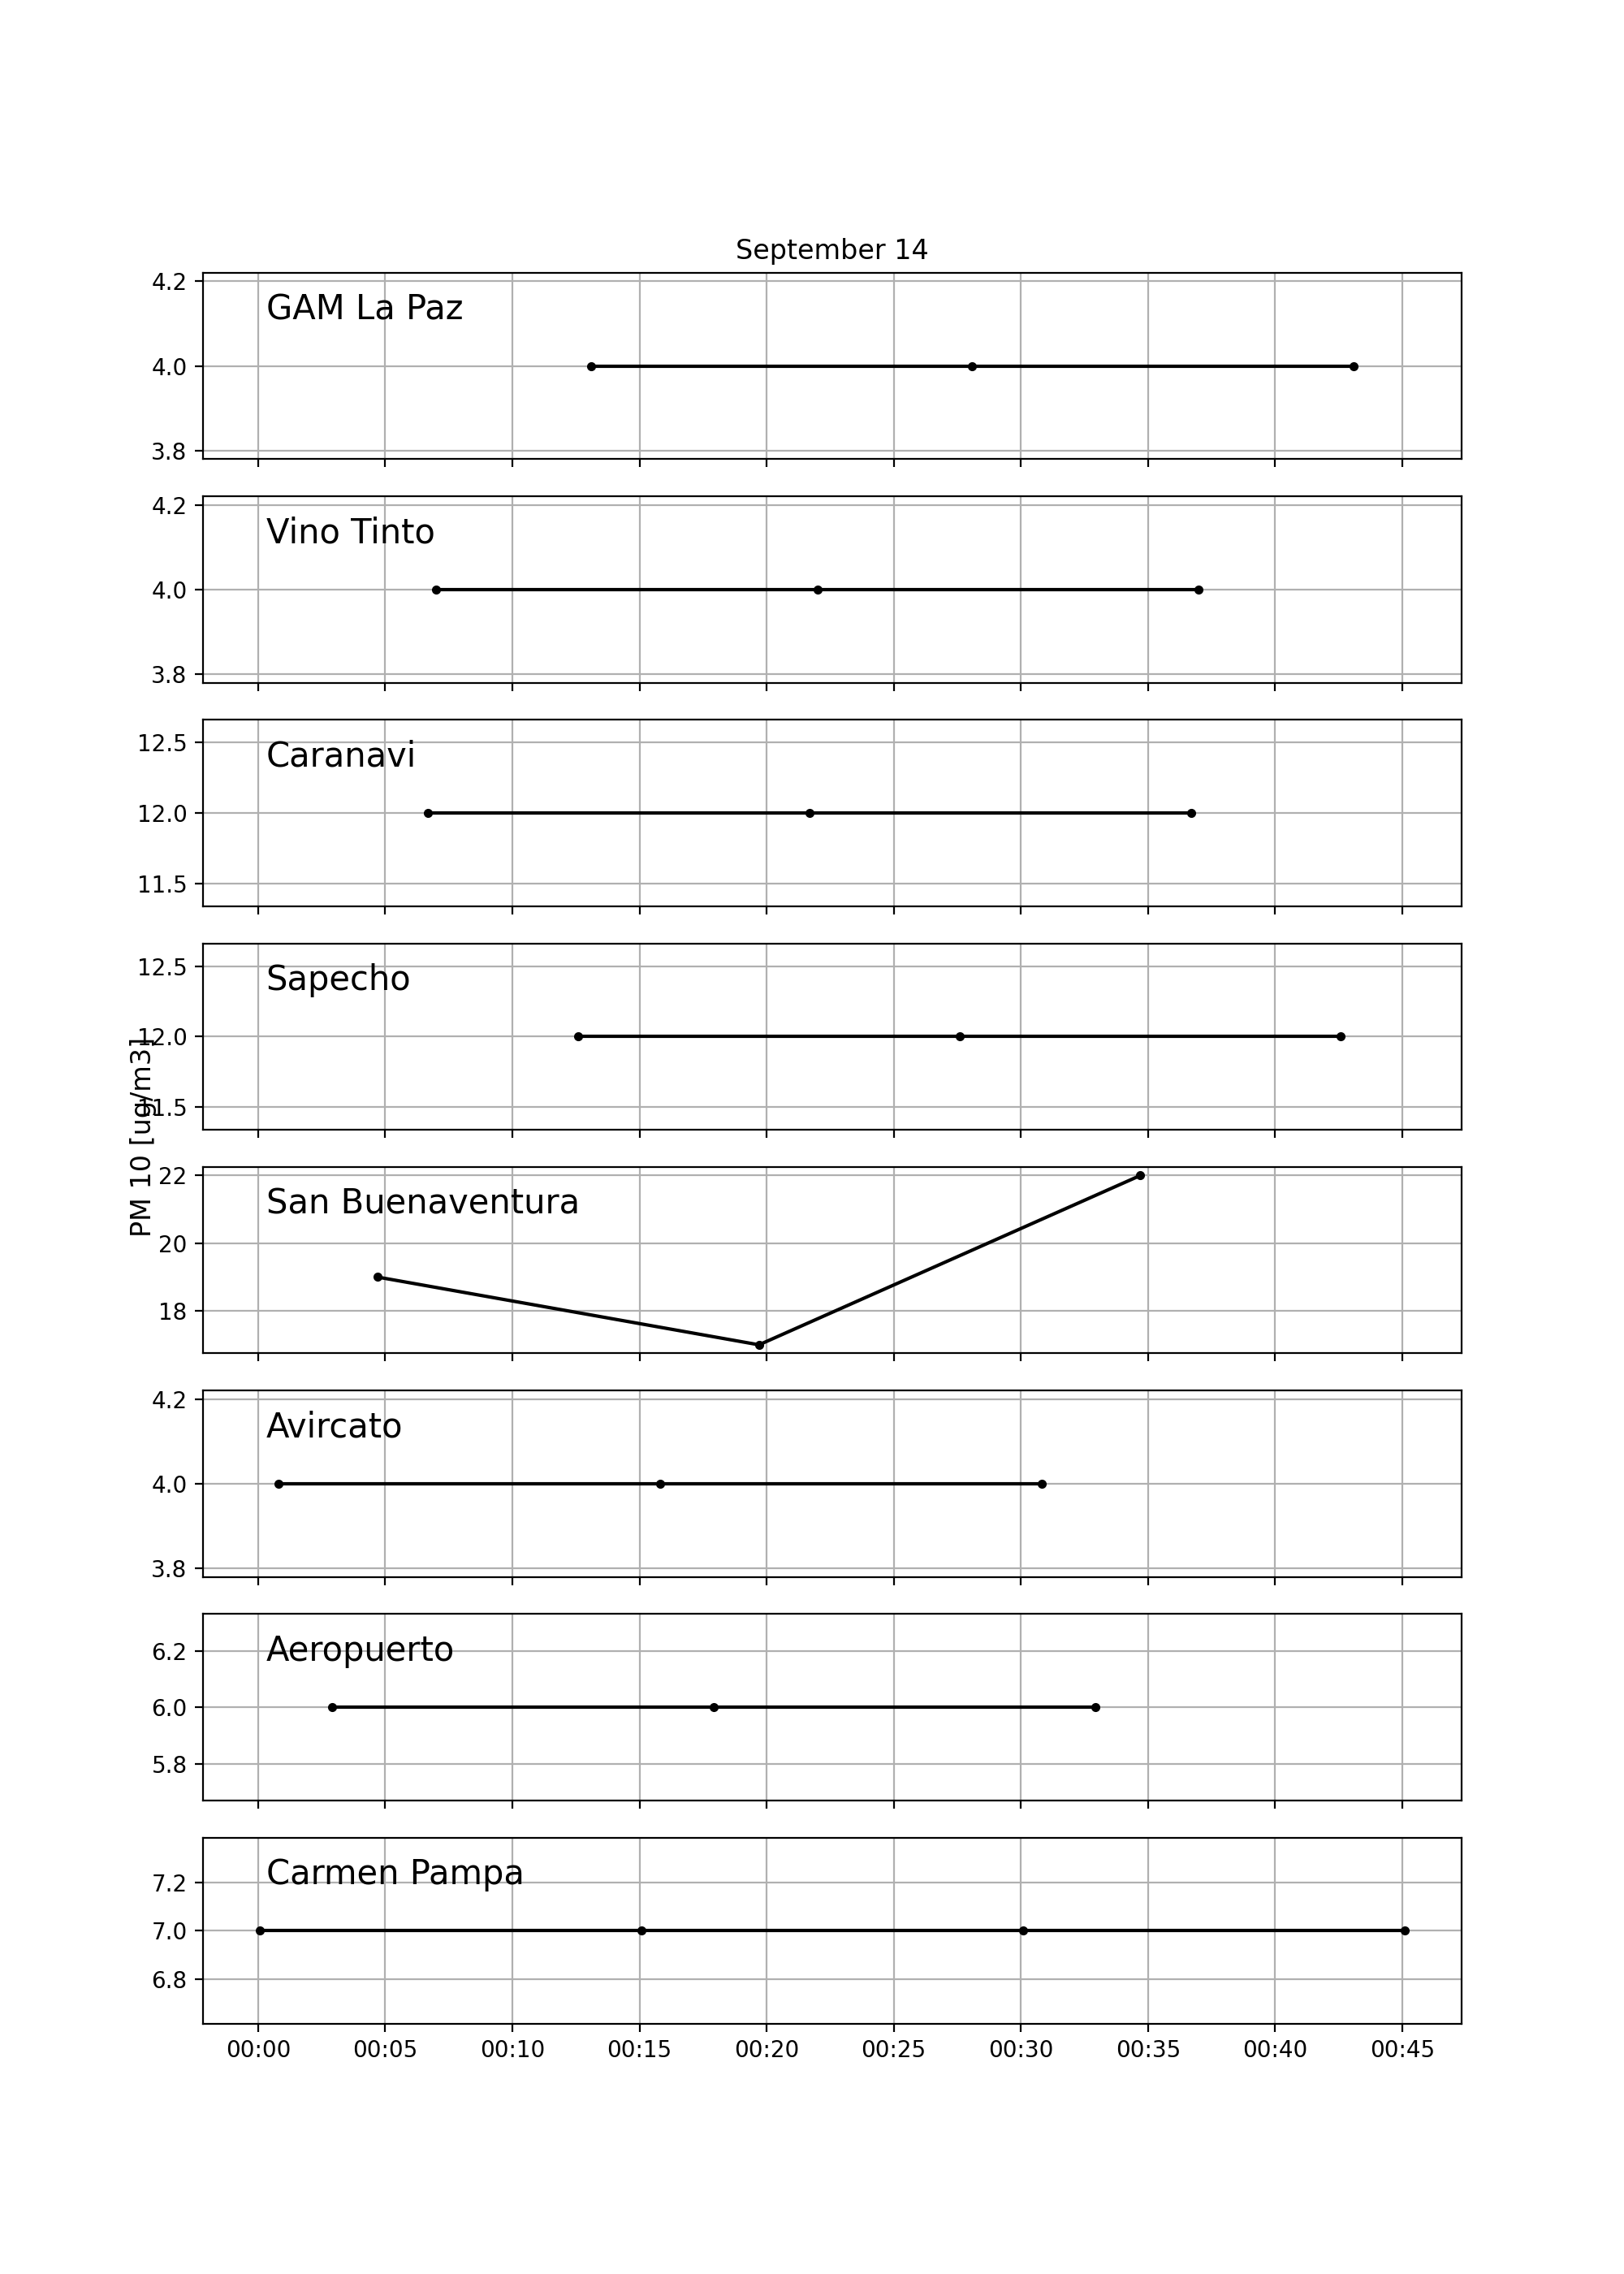 September 14
4.2
GAM La Paz
4.0
3.8
4.2
Vino Tinto
4.0
3.8
12.5
Caranavi
12.0
11.5
12.5
Sapecho
12.0
11.5
PM 10 [ug/m3]
22
San Buenaventura
20
18
4.2
Avircato
4.0
3.8
6.2
Aeropuerto
6.0
5.8
7.2
Carmen Pampa
7.0
6.8
00:00 00:05 00:10 00:15 00:20 00:25 00:30 00:35 00:40 00:45